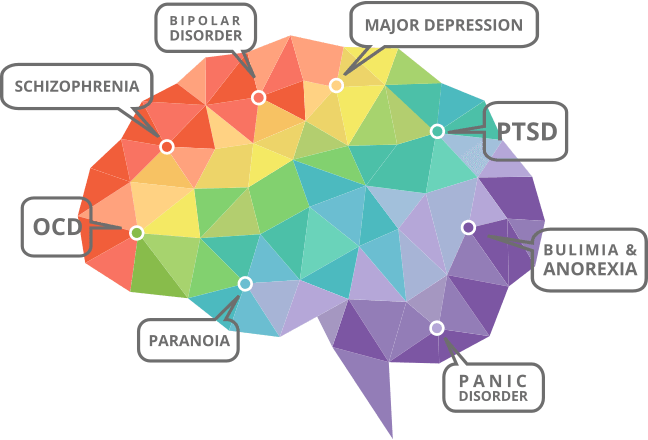 BIPOLAR
DISORDER
MAJOR DEPRESSION
SCHIZOPHRENIA
PTSD
OCD
BULIMIA &
ANOREXIA
PARANOIA
PANIC
DISORDER